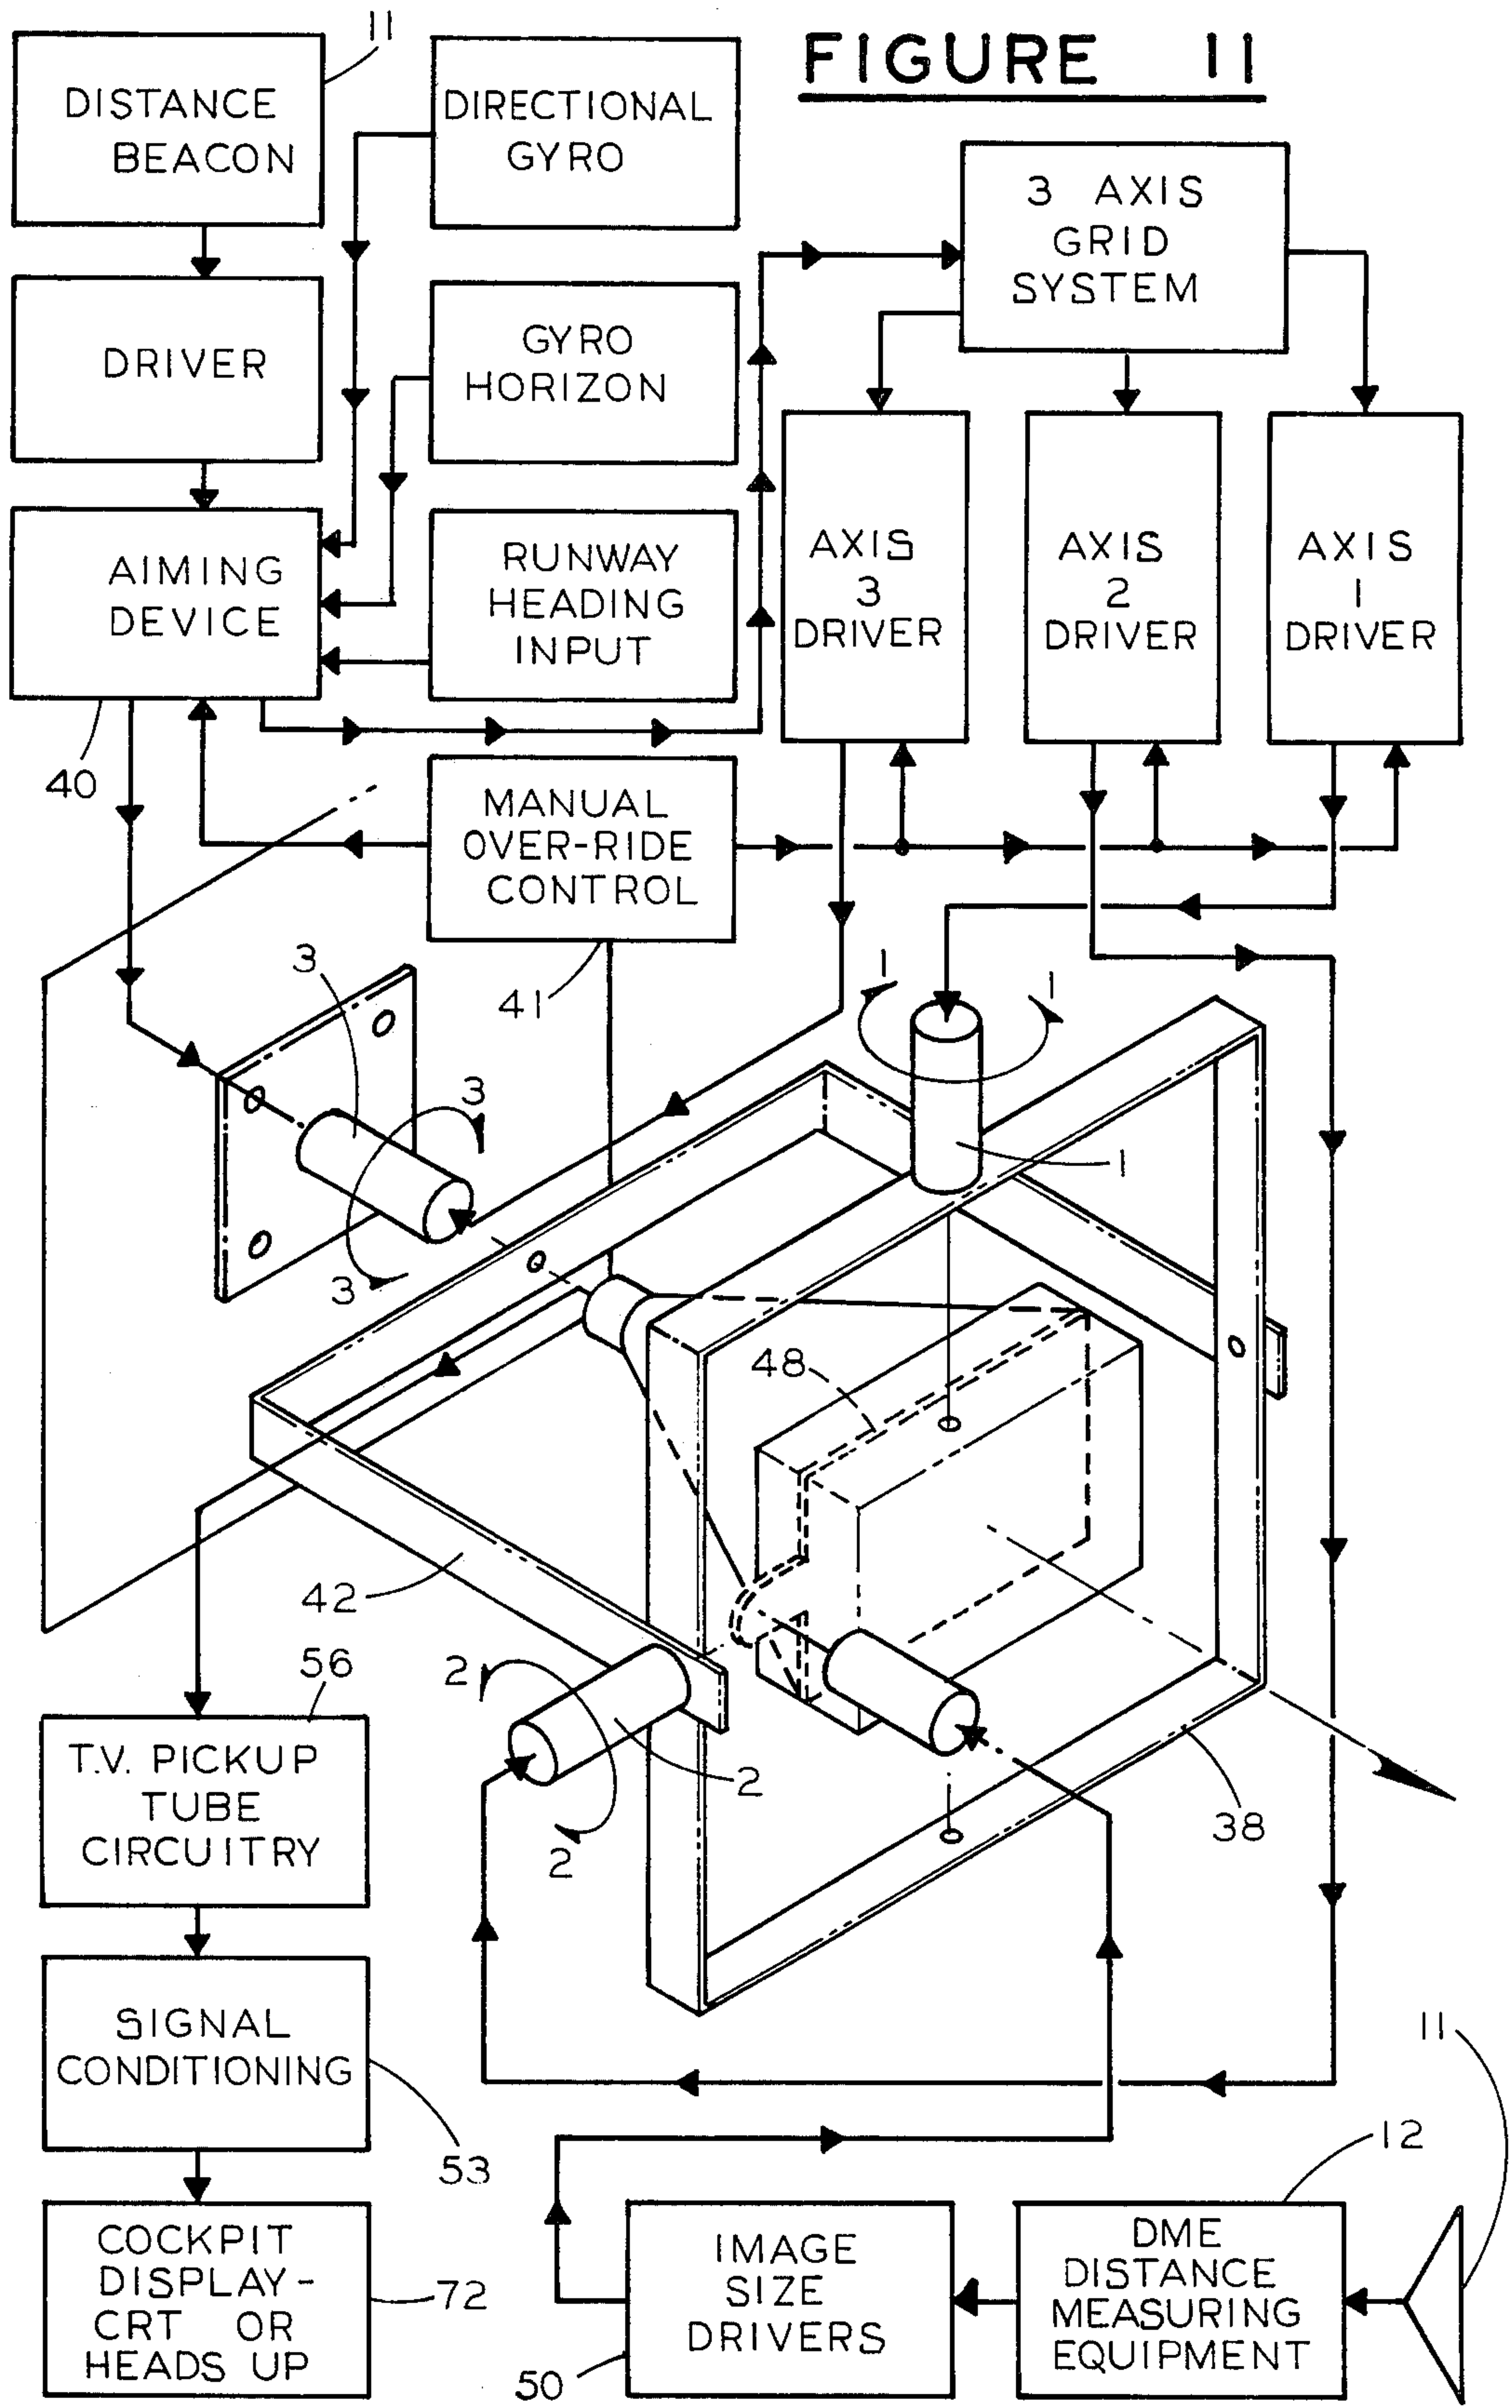 FIGURE 11
11
DISTANCE
BEACON
DIRECTIONAL
GYRO
3 AXIS
GRID
SYSTEM
DRIVER
GYRO
HORIZON
AIMING
DEVICE
RUNWAY
HEADING
INPUT
AXIS
3
DRIVER
AXIS
2
DRIVER
AXIS
1
DRIVER
40
MANUAL
OVER-RIDE
CONTROL
41
3
1
1
3
3
1
3
48
42
2
56
2
2
38
T.V. PICKUP
TUBE
CIRCUITRY
SIGNAL
CONDITIONING
53
11
12
COCKPIT
DISPLAY-
CRT OR
HEADS UP
72
IMAGE
SIZE
DRIVERS
50
DME
DISTANCE
MEASURING
EQUIPMENT